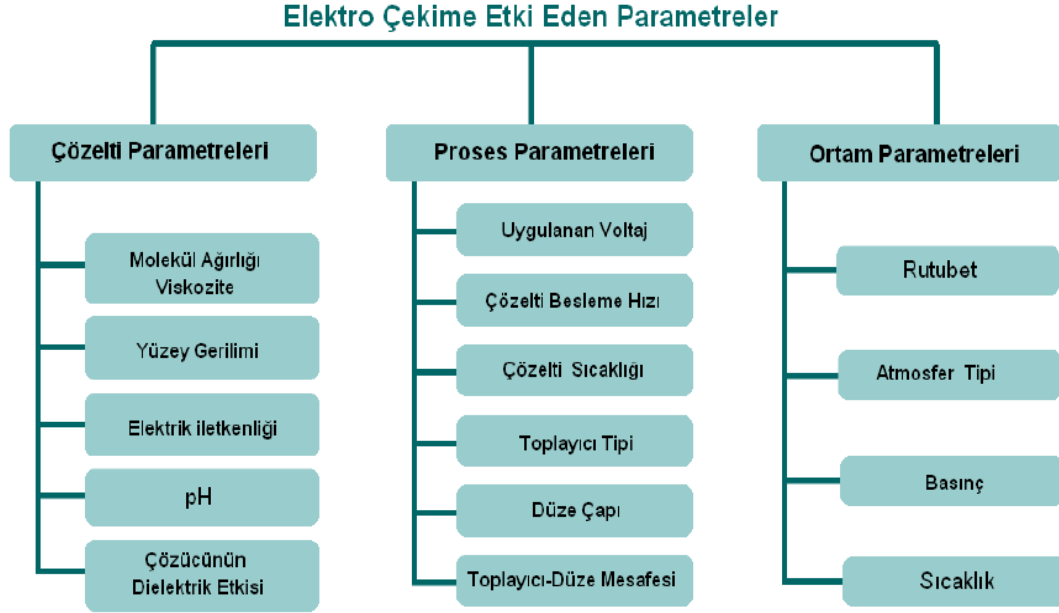 Elektro Çekime Etki Eden Parametreler
Çözelti Parametreleri
Molekül Ağırlığı
Viskozite
Yüzey Gerilimi
Elektrik iletkenliği
pH
Çözücünün
Dielektrik Etkisi
Proses Parametreleri
Uygulanan Voltaj
Çözelti Besleme Hızı
Çözelti Sıcaklığı
Toplayıcı Tipi
Düze Çapı
Toplayıcı-Düze Mesafesi
Ortam Parametreleri
Rutubet
Atmosfer Tipi
Basınç
Sıcaklık